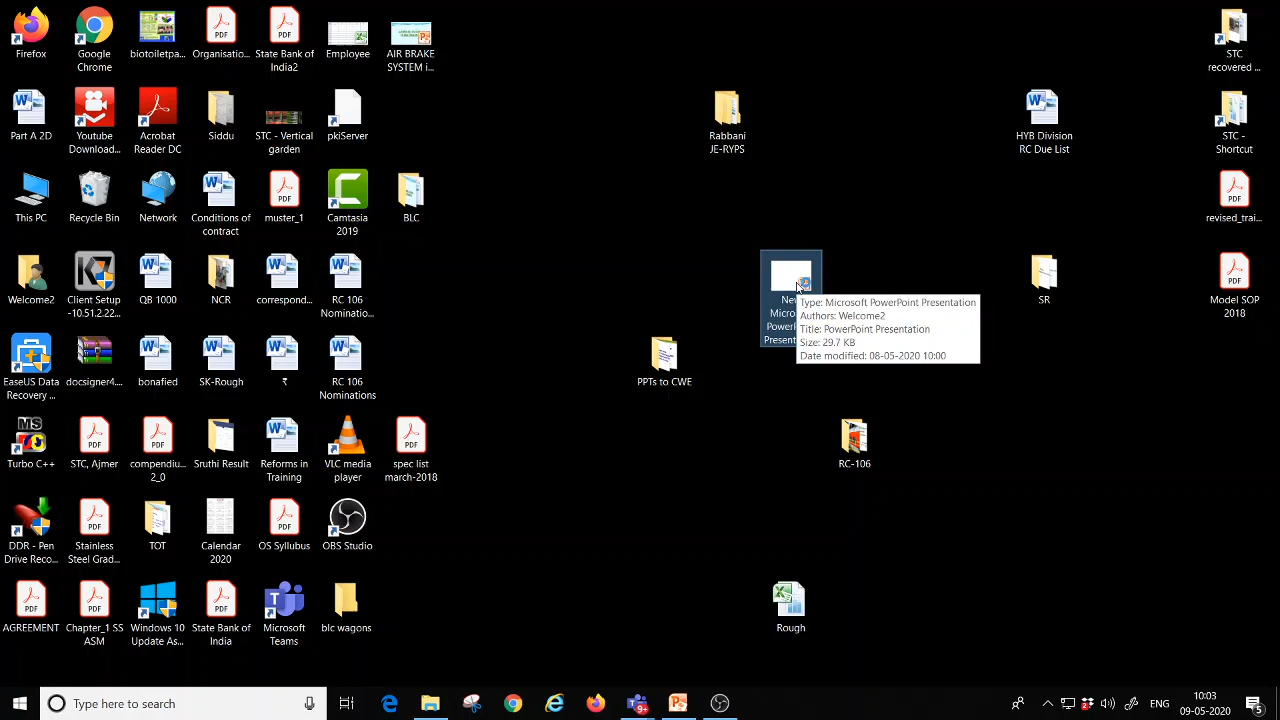 Firefox
Google
Chrome
biotoiletpa...
Organisatio...
State Bank of
India2
Employee
AIR BRAKE
SYSTEM i...
STC
recovered ...
Part A 2D
Youtube
Download...
Acrobat
Reader DC
Siddu
STC - Vertical
garden
pkiServer
Rabbani
JE-RYPS
HYB Division
RC Due List
STC -
Shortcut
This PC
Recycle Bin
Network
Conditions of
contract
muster_1
Camtasia
2019
BLC
revised_trai...
Welcome2
Client Setup
-10.51.2.22...
QB 1000
NCR
correspond...
RC 106
Nominatio...
SR
Model SOP
2018
Type: Microsoft PowerPoint Presentation
Authors: Welcome2
Title: PowerPoint Presentation
Size: 29.7 KB
Date modified: 08-05-2020 10:00
EaseUS Data
Recovery ...
docsigner4...
bonafied
SK-Rough
₹
RC 106
Nominations
PPTs to CWE
Turbo C++
STC, Ajmer
compendiu...
2_0
Sruthi Result
Reforms in
Training
VLC media
player
spec list
march-2018
RC-106
DDR - Pen
Drive Reco...
Stainless
Steel Grad...
TOT
Calendar
2020
OS Syllubus
OBS Studio
AGREEMENT
Chapter_1 SS
ASM
Windows 10
Update As...
State Bank of
India
Microsoft
Teams
blc wagons
Rough
Type here to search
ENG
10:03
09-05-2020